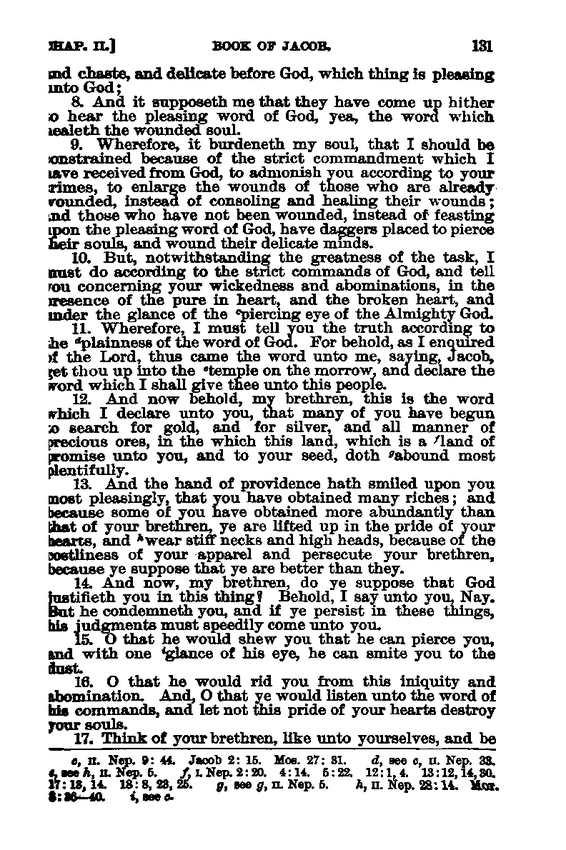 CHAP. II.] BOOK OF JACOB. 131
and chaste, and delicate before God, which thing is pleasing
unto God;
8. And it supposeth me that they have come up hither
to hear the pleasing word of God, yea, the word which
healeth the wounded soul.
9. Wherefore, it burdeneth my soul, that I should be
constrained because of the strict commandment which I
have received from God, to admonish you according to your
crimes, to enlarge the wounds of those who are already
wounded, instead of consoling and healing their wounds;
and those who have not been wounded, instead of feasting
upon the pleasing word of God, have daggers placed to pierce
their souls, and wound their delicate minds.
10. But, notwithstanding the greatness of the task, I
must do according to the strict commands of God, and tell
you concerning your wickedness and abominations, in the
presence of the pure in heart, and the broken heart, and
under the glance of the cpiercing eye of the Almighty God.
11. Wherefore, I must tell you the truth according to
the dplainness of the word of God. For behold, as I enquired
of the Lord, thus came the word unto me, saying, Jacob,
get thou up into the etemple on the morrow, and declare the
word which I shall give thee unto this people.
12. And now behold, my brethren, this is the word
which I declare unto you, that many of you have begun
to search for gold, and for silver, and all manner of
precious ores, in the which this land, which is a fland of
promise unto you, and to your seed, doth gabound most
plentifully.
13. And the hand of providence hath smiled upon you
most pleasingly, that you have obtained many riches; and
because some of you have obtained more abundantly than
that of your brethren, ye are lifted up in the pride of your
hearts, and hwear stiff necks and high heads, because of the
costliness of your apparel and persecute your brethren,
because ye suppose that ye are better than they.
14. And now, my brethren, do ye suppose that God
justifieth you in this thing? Behold, I say unto you, Nay.
But he condemneth you, and if ye persist in these things,
his judgments must speedily come unto you.
15. O that he would shew you that he can pierce you,
and with one iglance of his eye, he can smite you to the
dust.
16. O that he would rid you from this iniquity and
abomination. And, O that ye would listen unto the word of
his commands, and let not this pride of your hearts destroy
your souls.
17. Think of your brethren, like unto yourselves, and be
c, II. Nep. 9: 44. Jacob 2: 15. Mos. 27: 31. d, see c, II. Nep. 33.
e, see h, II. Nep. 5. f, I. Nep. 2: 20. 4: 14. 5: 22. 12: 1, 4. 13: 12, 14, 30.
17: 13, 14. 18: 8, 23, 25. g, see g, II. Nep. 5. h, II. Nep. 28: 14. Mor.
8: 36—40. i, see c.